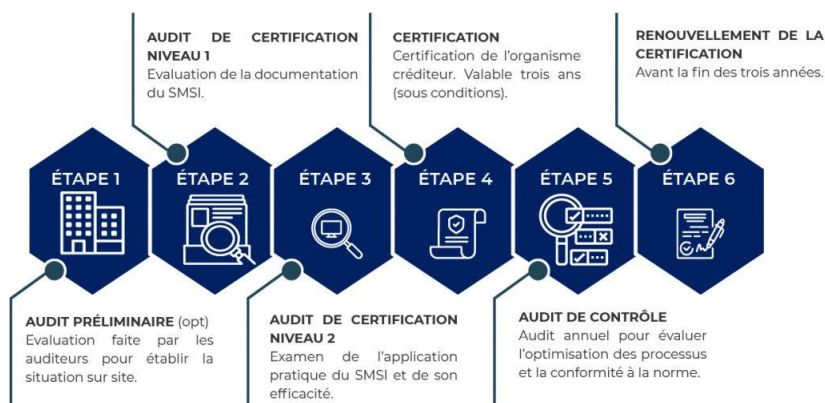 AUDIT DE CERTIFICATION
NIVEAU 1
Evaluation de la documentation
du SMSI.
CERTIFICATION
Certification de l'organisme
créditeur. Valable trois ans
(sous conditions).
RENOUVELLEMENT DE LA
CERTIFICATION
Avant la fin des trois années.
ÉTAPE 1
ÉTAPE 2
ÉTAPE 3
ÉTAPE 4
ÉTAPE 5
ÉTAPE 6
AUDIT PRÉLIMINAIRE (opt)
Evaluation faite par les
auditeurs pour établir la
situation sur site.
AUDIT DE CERTIFICATION
NIVEAU 2
Examen de l'application
pratique du SMSI et de son
efficacité.
AUDIT DE CONTRÔLE
Audit annuel pour évaluer
l'optimisation des processus
et la conformité à la norme.